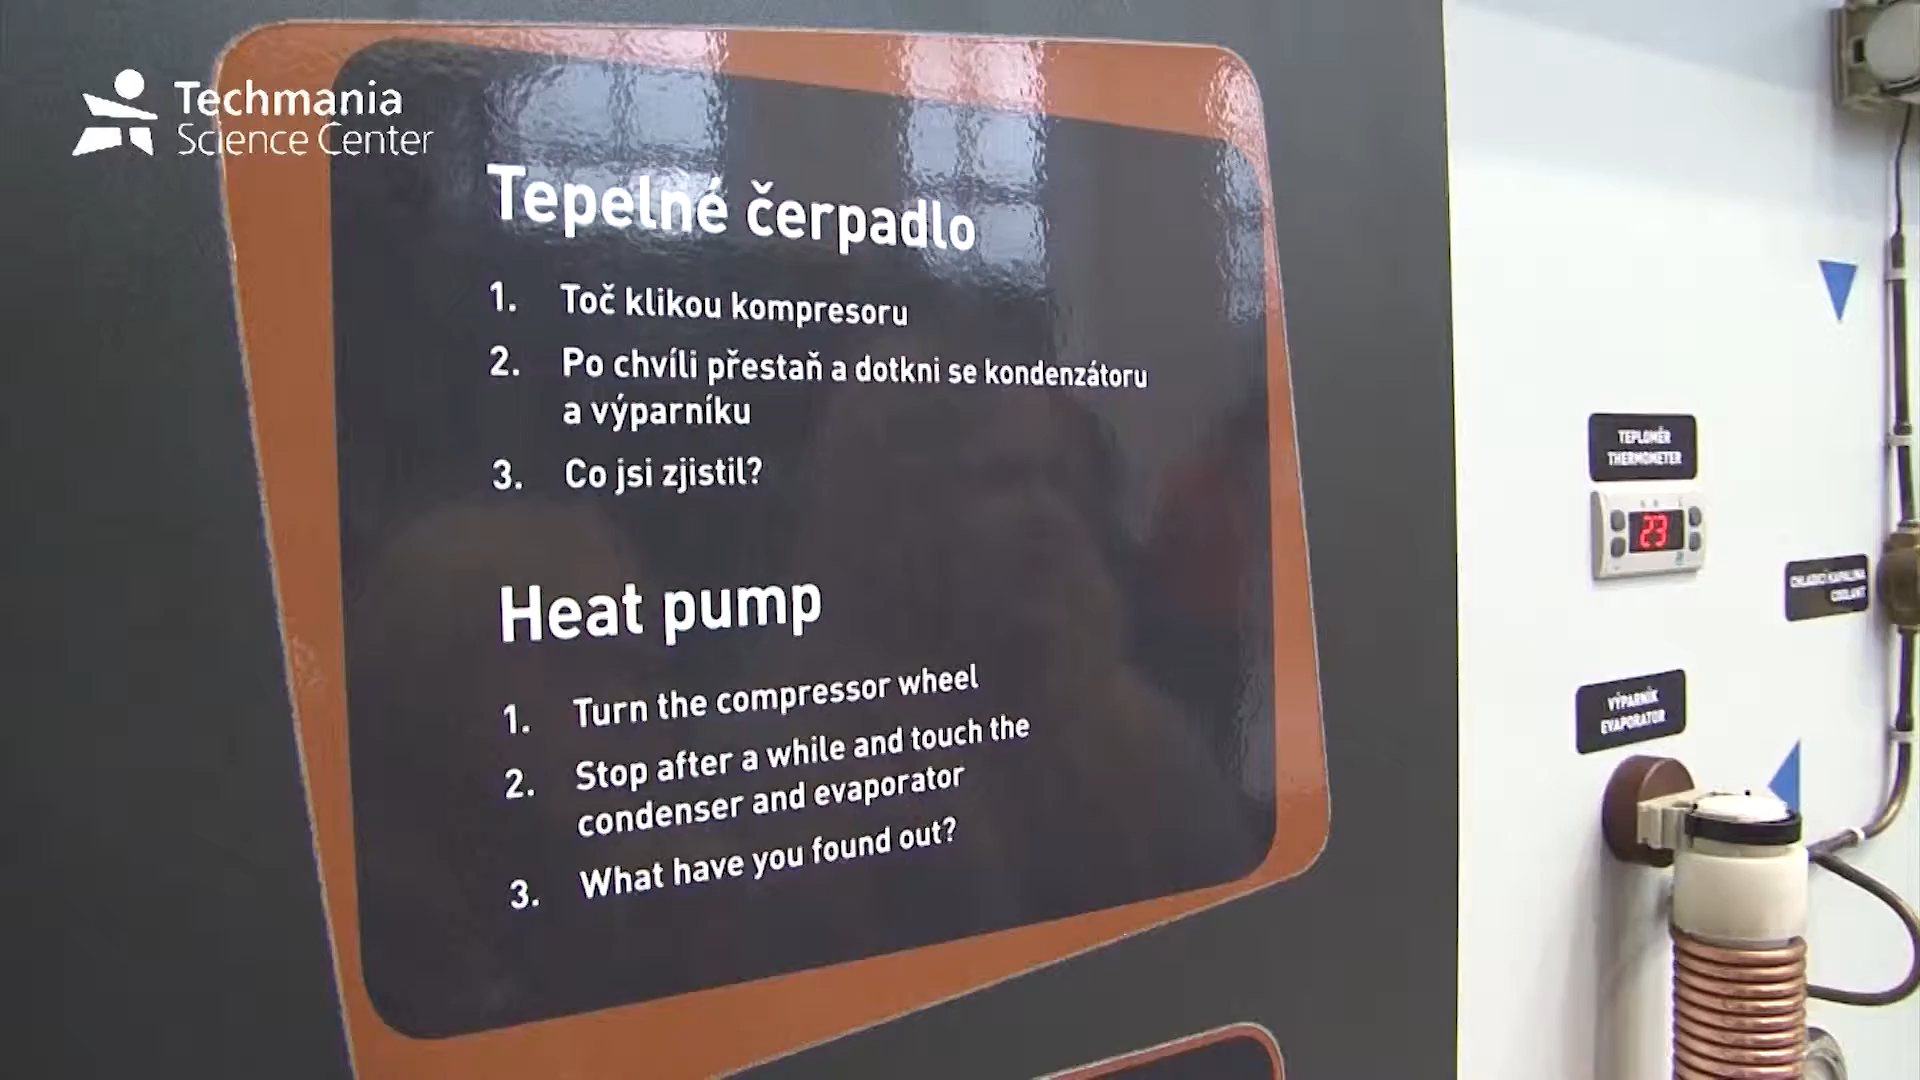 Techmania
Science Center
Tepelné čerpadlo
1. Toč klikou kompresoru
2. Po chvíli přestaň a dotkni se kondenzátoru
a výparníku
3. Co jsi zjistil?
Heat pump
1. Turn the compressor wheel
2. Stop after a while and touch the
condenser and evaporator
3. What have you found out?
TEPLOMĚR
THERMOMETER
23
CHLADICÍ KAPALINA
COOLANT
VÝPARNÍK
EVAPORATOR